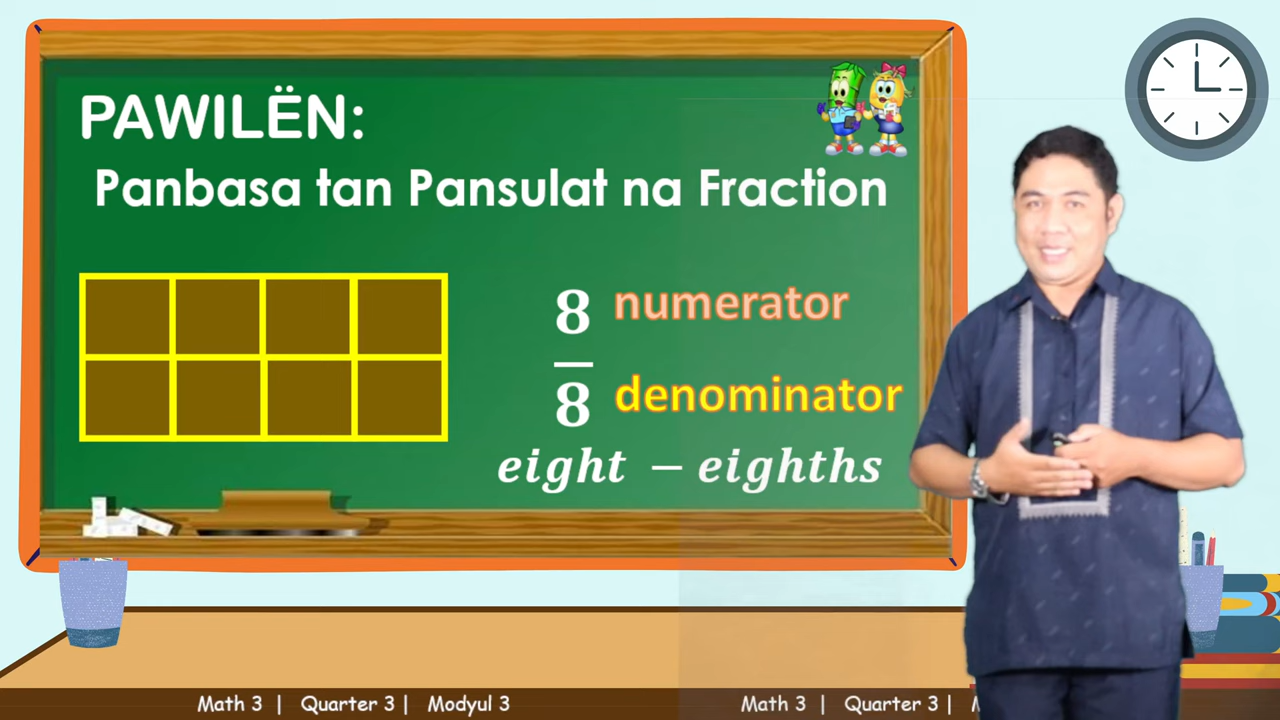 PAWILËN:
Panbasa tan Pansulat na Fraction
8 numerator
8 denominator
eight – eighths
Math 3 | Quarter 3 | Modyul 3
Math 3 | Quarter 3 |